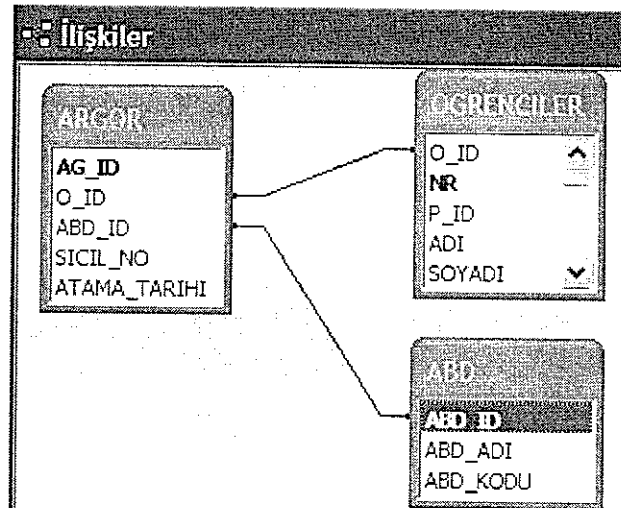 İlişkiler
ARGOR
AG_ID
O_ID
ABD_ID
SICIL_NO
ATAMA_TARIHI
OGRENCILER
O_ID
NR
P_ID
ADI
SOYADI
ABD
ABD_ID
ABD_ADI
ABD_KODU